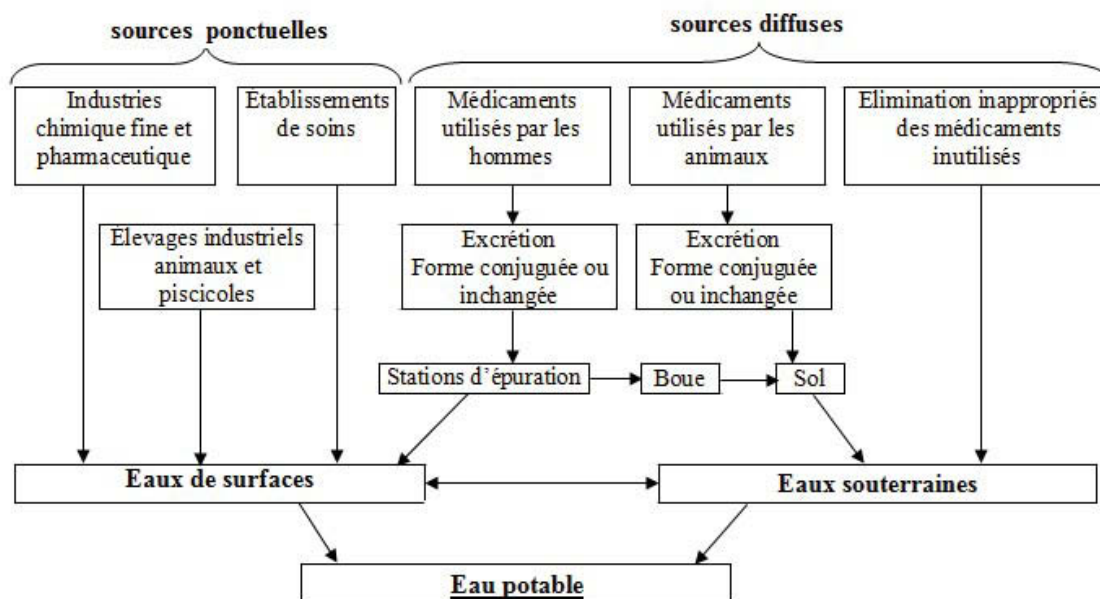 sources ponctuelles
sources diffuses
Industries
chimique fine et
pharmaceutique
Établissements
de soins
Médicaments
utilisés par les
hommes
Médicaments
utilisés par les
animaux
Elimination inappropriés
des médicaments
inutilisés
Élevages industriels
animaux et
piscicoles
Excrétion
Forme conjuguée ou
inchangée
Excrétion
Forme conjuguée
ou inchangée
Stations d’épuration
Boue
Sol
Eaux de surfaces
Eaux souterraines
Eau potable